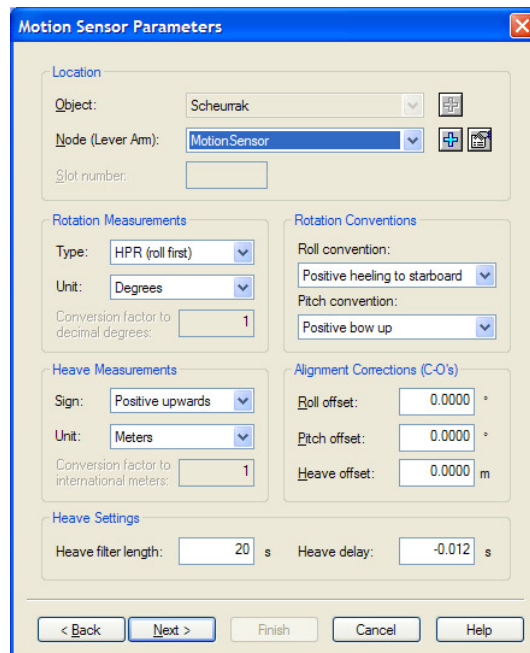 Motion Sensor Parameters
Location
Object: Scheurrak
Node (Lever Arm): MotionSensor
Slot number:
Rotation Measurements
Type: HPR (roll first)
Unit: Degrees
Conversion factor to
decimal degrees: 1
Rotation Conventions
Roll convention:
Positive heeling to starboard
Pitch convention:
Positive bow up
Heave Measurements
Sign: Positive upwards
Unit: Meters
Conversion factor to
international meters: 1
Alignment Corrections (C-O's)
Roll offset: 0.0000 °
Pitch offset: 0.0000 °
Heave offset: 0.0000 m
Heave Settings
Heave filter length: 20 s Heave delay: -0.012 s
< Back Next > Finish Cancel Help